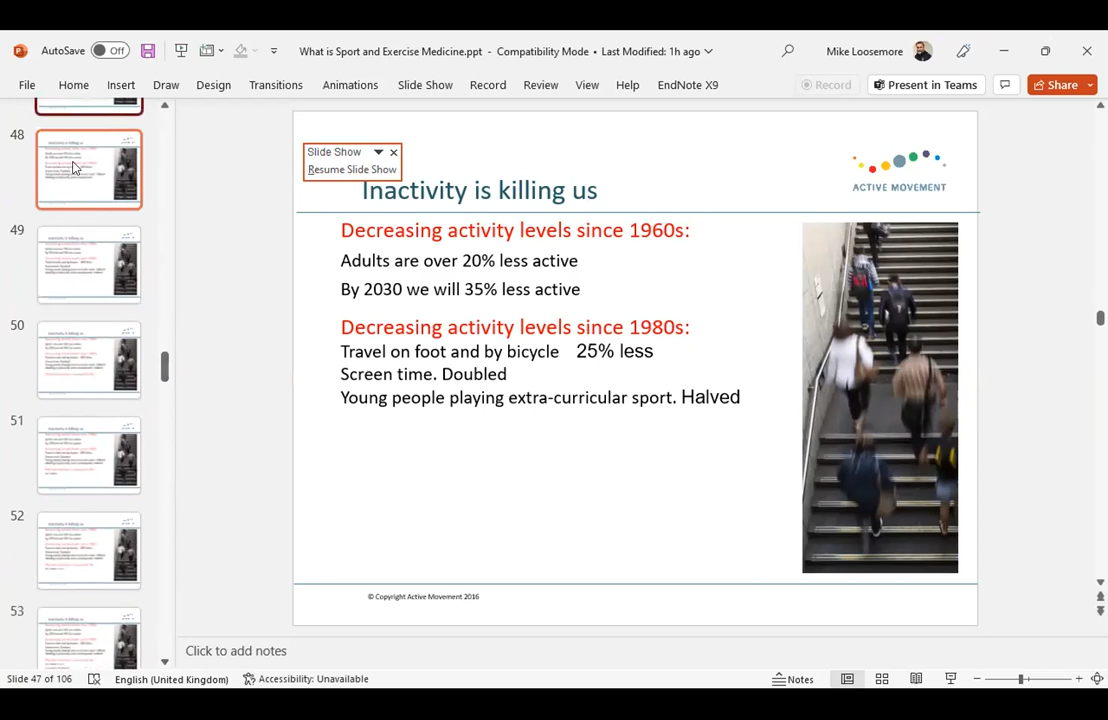 AutoSave Off What is Sport and Exercise Medicine.ppt - Compatibility Mode • Last Modified: 1h ago Mike Loosemore
File Home Insert Draw Design Transitions Animations Slide Show Record Review View Help EndNote X9 Record Present in Teams Share
48
49
50
51
52
53
Slide Show
Resume Slide Show
ACTIVE MOVEMENT
Inactivity is killing us
Decreasing activity levels since 1960s:
Adults are over 20% less active
By 2030 we will 35% less active
Decreasing activity levels since 1980s:
Travel on foot and by bicycle 25% less
Screen time. Doubled
Young people playing extra-curricular sport. Halved
© Copyright Active Movement 2016
Click to add notes
Slide 47 of 106 English (United Kingdom) Accessibility: Unavailable Notes